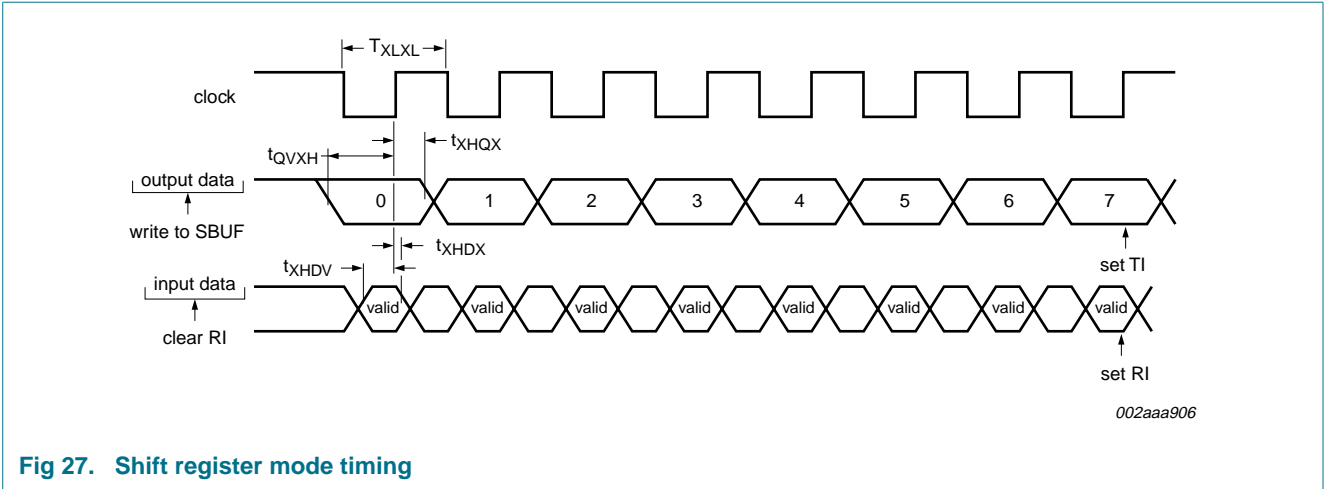 TXLXL
clock
tXHQX
tQVXH
output data
0 1 2 3 4 5 6 7
write to SBUF
tXHDX
set TI
tXHDV
input data
valid valid valid valid valid valid valid valid
clear RI
set RI
002aaa906
Fig 27. Shift register mode timing